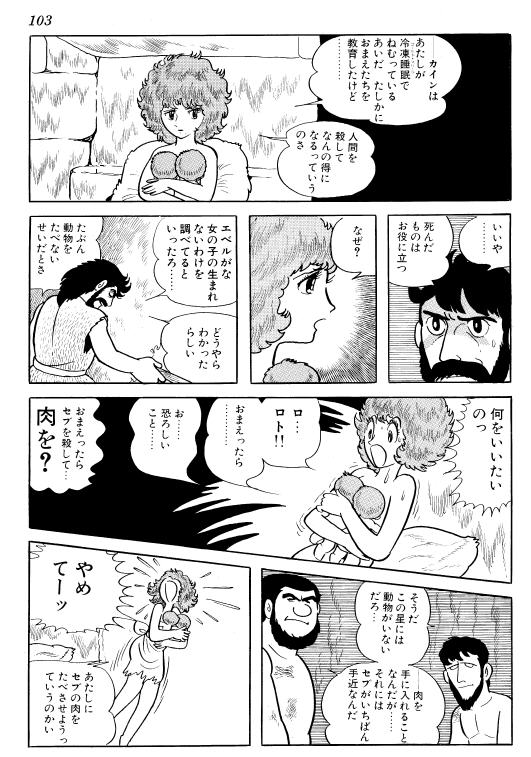 103
――カインは
あたしが
冷凍睡眠で
ねむっている
あいだ たしかに
おまえたちを
教育したけど
………
人間を
殺して
なんの得に
なるっていう
のさ
いいや
………
死んだ
ものは
お役に立つ
なぜ?
エベルがな
女の子の生まれ
ないわけを
調べてると
いったろ…
どうやら
わかった
らしい
たぶん
動物を
たべない
せいだとさ
何をいいたい
のっ
ロ…
ロト!!
おまえったら
………
お……
恐ろしい
こと……
おまえったら
セブを殺して…
肉を?
そうだ
この星には
動物がいない
だろ…
――肉を
手に入れること
なんだが……
それには
セブがいちばん
手近なんだ
やめ
てーッ
あたしに
セブの肉を
たべさせようっ
ていうのかい